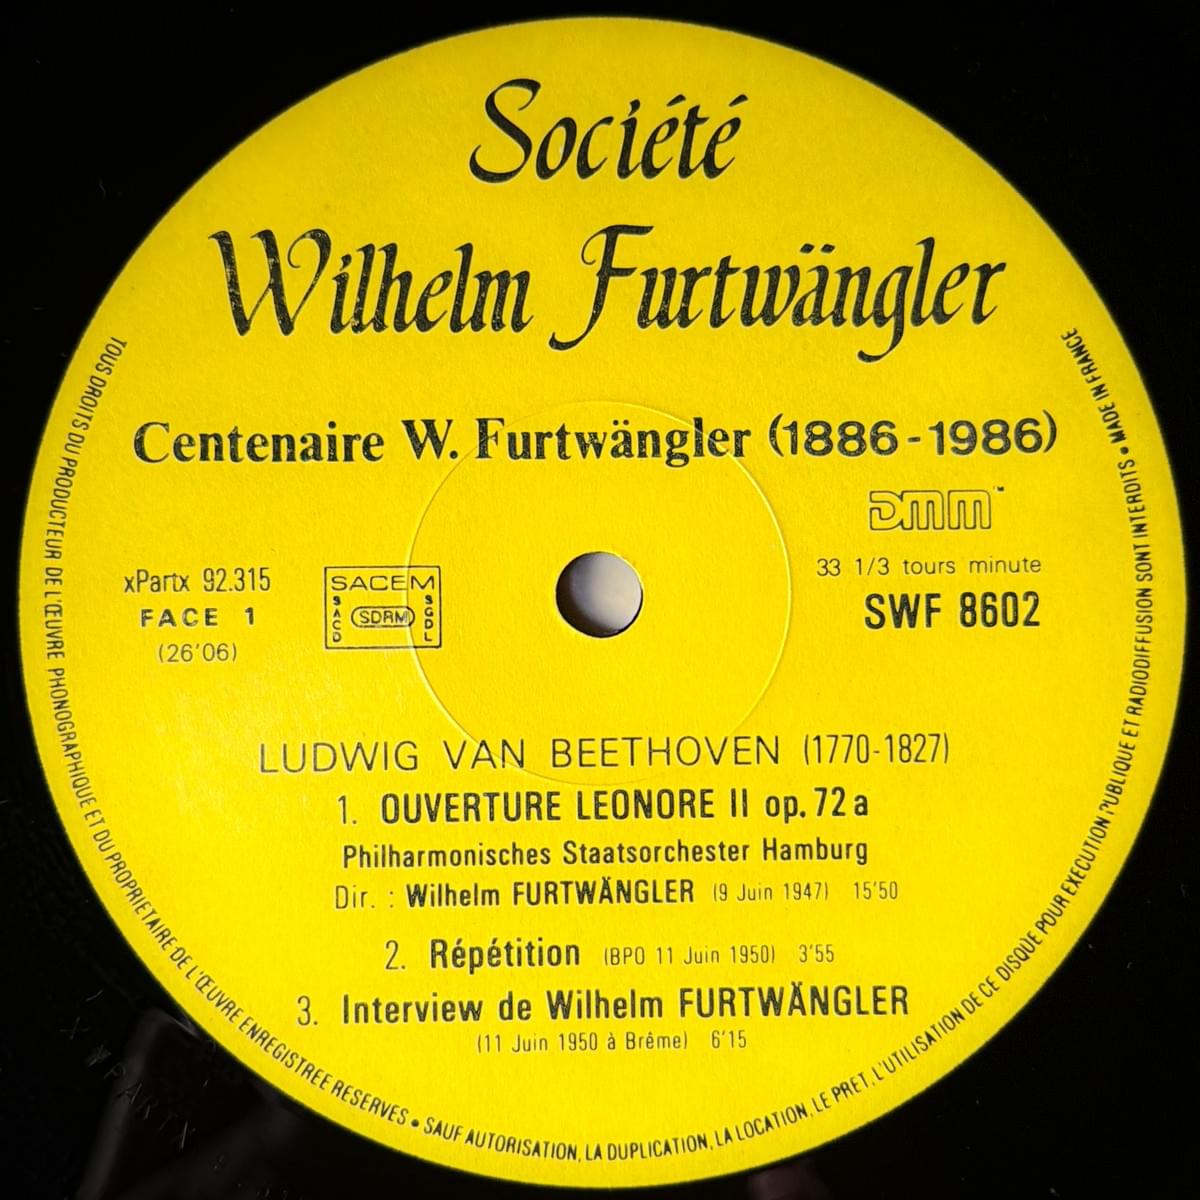 Société
Wilhelm Furtwängler
Centenaire W. Furtwängler (1886-1986)
DMM™
33 1/3 tours minute
SWF 8602
xPartx 92.315
FACE 1
(26'06)
SACEM
SACD
SDRM
SGDL
LUDWIG VAN BEETHOVEN (1770-1827)
1. OUVERTURE LEONORE II op. 72 a
Philharmonisches Staatsorchester Hamburg
Dir. : Wilhelm FURTWÄNGLER (9 Juin 1947) 15'50
2. Répétition (BPO 11 Juin 1950) 3'55
3. Interview de Wilhelm FURTWÄNGLER
(11 Juin 1950 à Brême) 6'15
TOUS DROITS DU PRODUCTEUR DE L'ŒUVRE PHONOGRAPHIQUE ET DU PROPRIETAIRE DE L'ŒUVRE ENREGISTREE RESERVES • SAUF AUTORISATION, LA DUPLICATION, LA LOCATION, LE PRET, L'UTILISATION DE CE DISQUE POUR EXECUTION PUBLIQUE ET RADIODIFFUSION SONT INTERDITS • MADE IN FRANCE